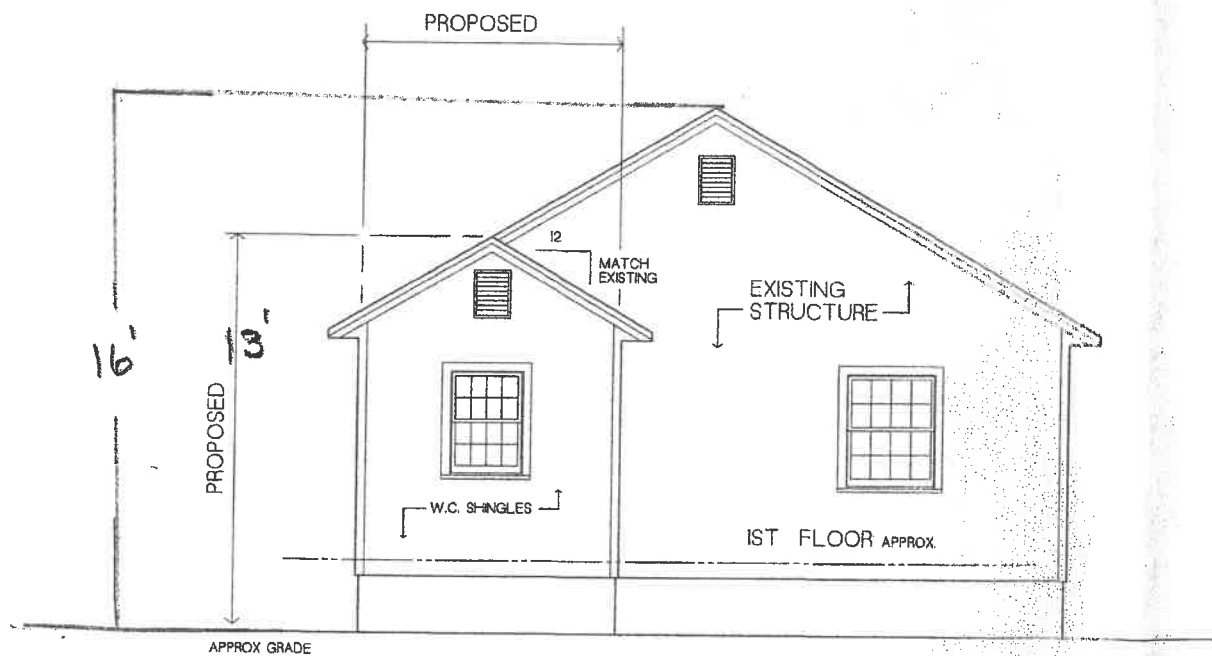 PROPOSED
12
MATCH
EXISTING
EXISTING
STRUCTURE
16'
13'
PROPOSED
W.C. SHINGLES
1ST FLOOR APPROX.
APPROX GRADE